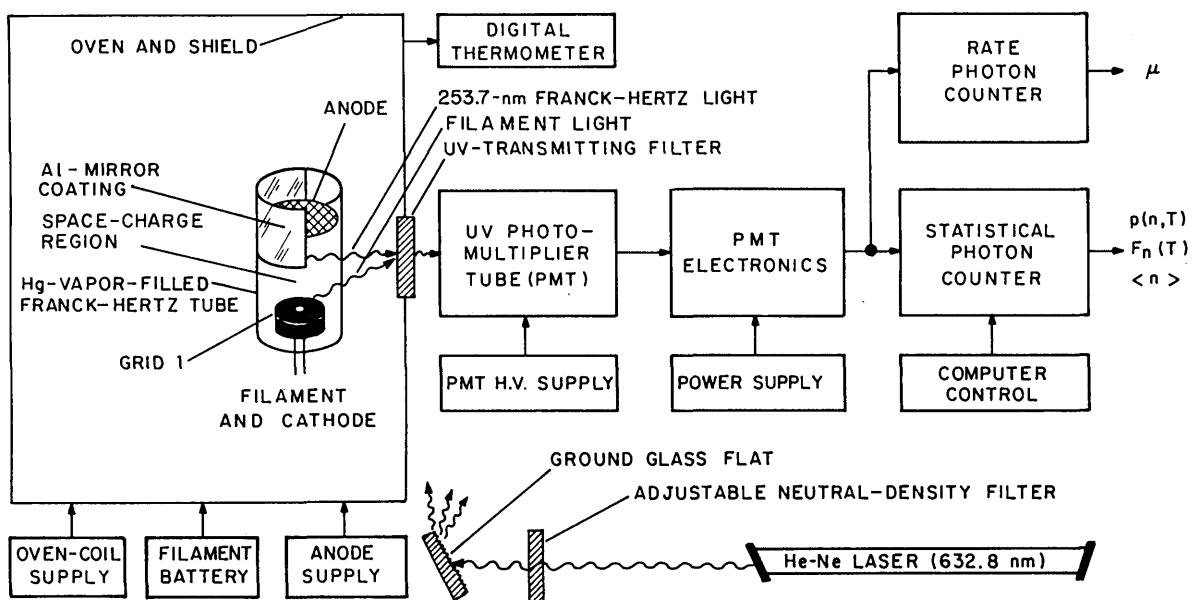 OVEN AND SHIELD
DIGITAL
THERMOMETER
RATE
PHOTON
COUNTER
μ
253.7-nm FRANCK-HERTZ LIGHT
FILAMENT LIGHT
UV-TRANSMITTING FILTER
ANODE
Al-MIRROR
COATING
SPACE-CHARGE
REGION
Hg-VAPOR-FILLED
FRANCK-HERTZ TUBE
GRID 1
FILAMENT
AND CATHODE
UV PHOTO-
MULTIPLIER
TUBE (PMT)
PMT
ELECTRONICS
STATISTICAL
PHOTON
COUNTER
p(n,T)
Fn(T)
<n>
PMT H.V. SUPPLY
POWER SUPPLY
COMPUTER
CONTROL
GROUND GLASS FLAT
ADJUSTABLE NEUTRAL-DENSITY FILTER
OVEN-COIL
SUPPLY
FILAMENT
BATTERY
ANODE
SUPPLY
He-Ne LASER (632.8 nm)